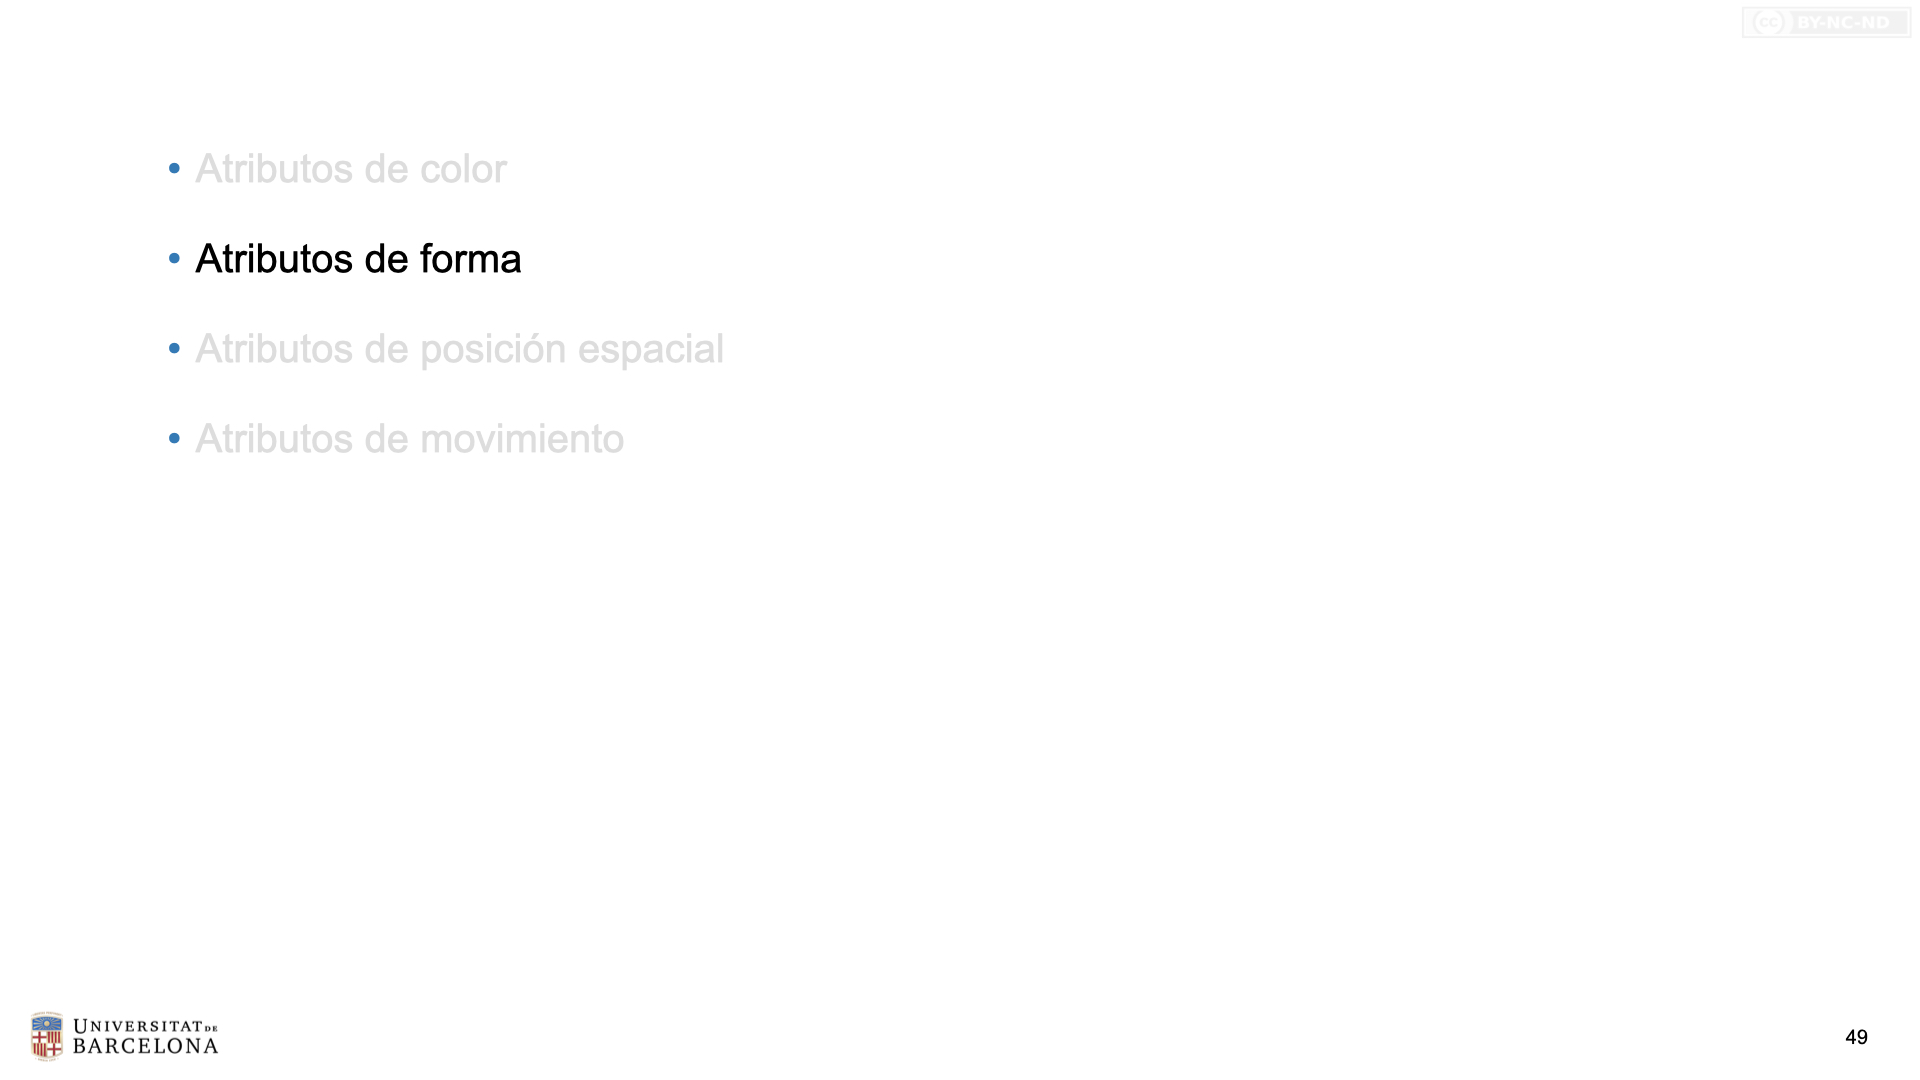 (cc) BY-NC-ND
• Atributos de color
• Atributos de forma
• Atributos de posición espacial
• Atributos de movimiento
UNIVERSITAT DE
BARCELONA
49